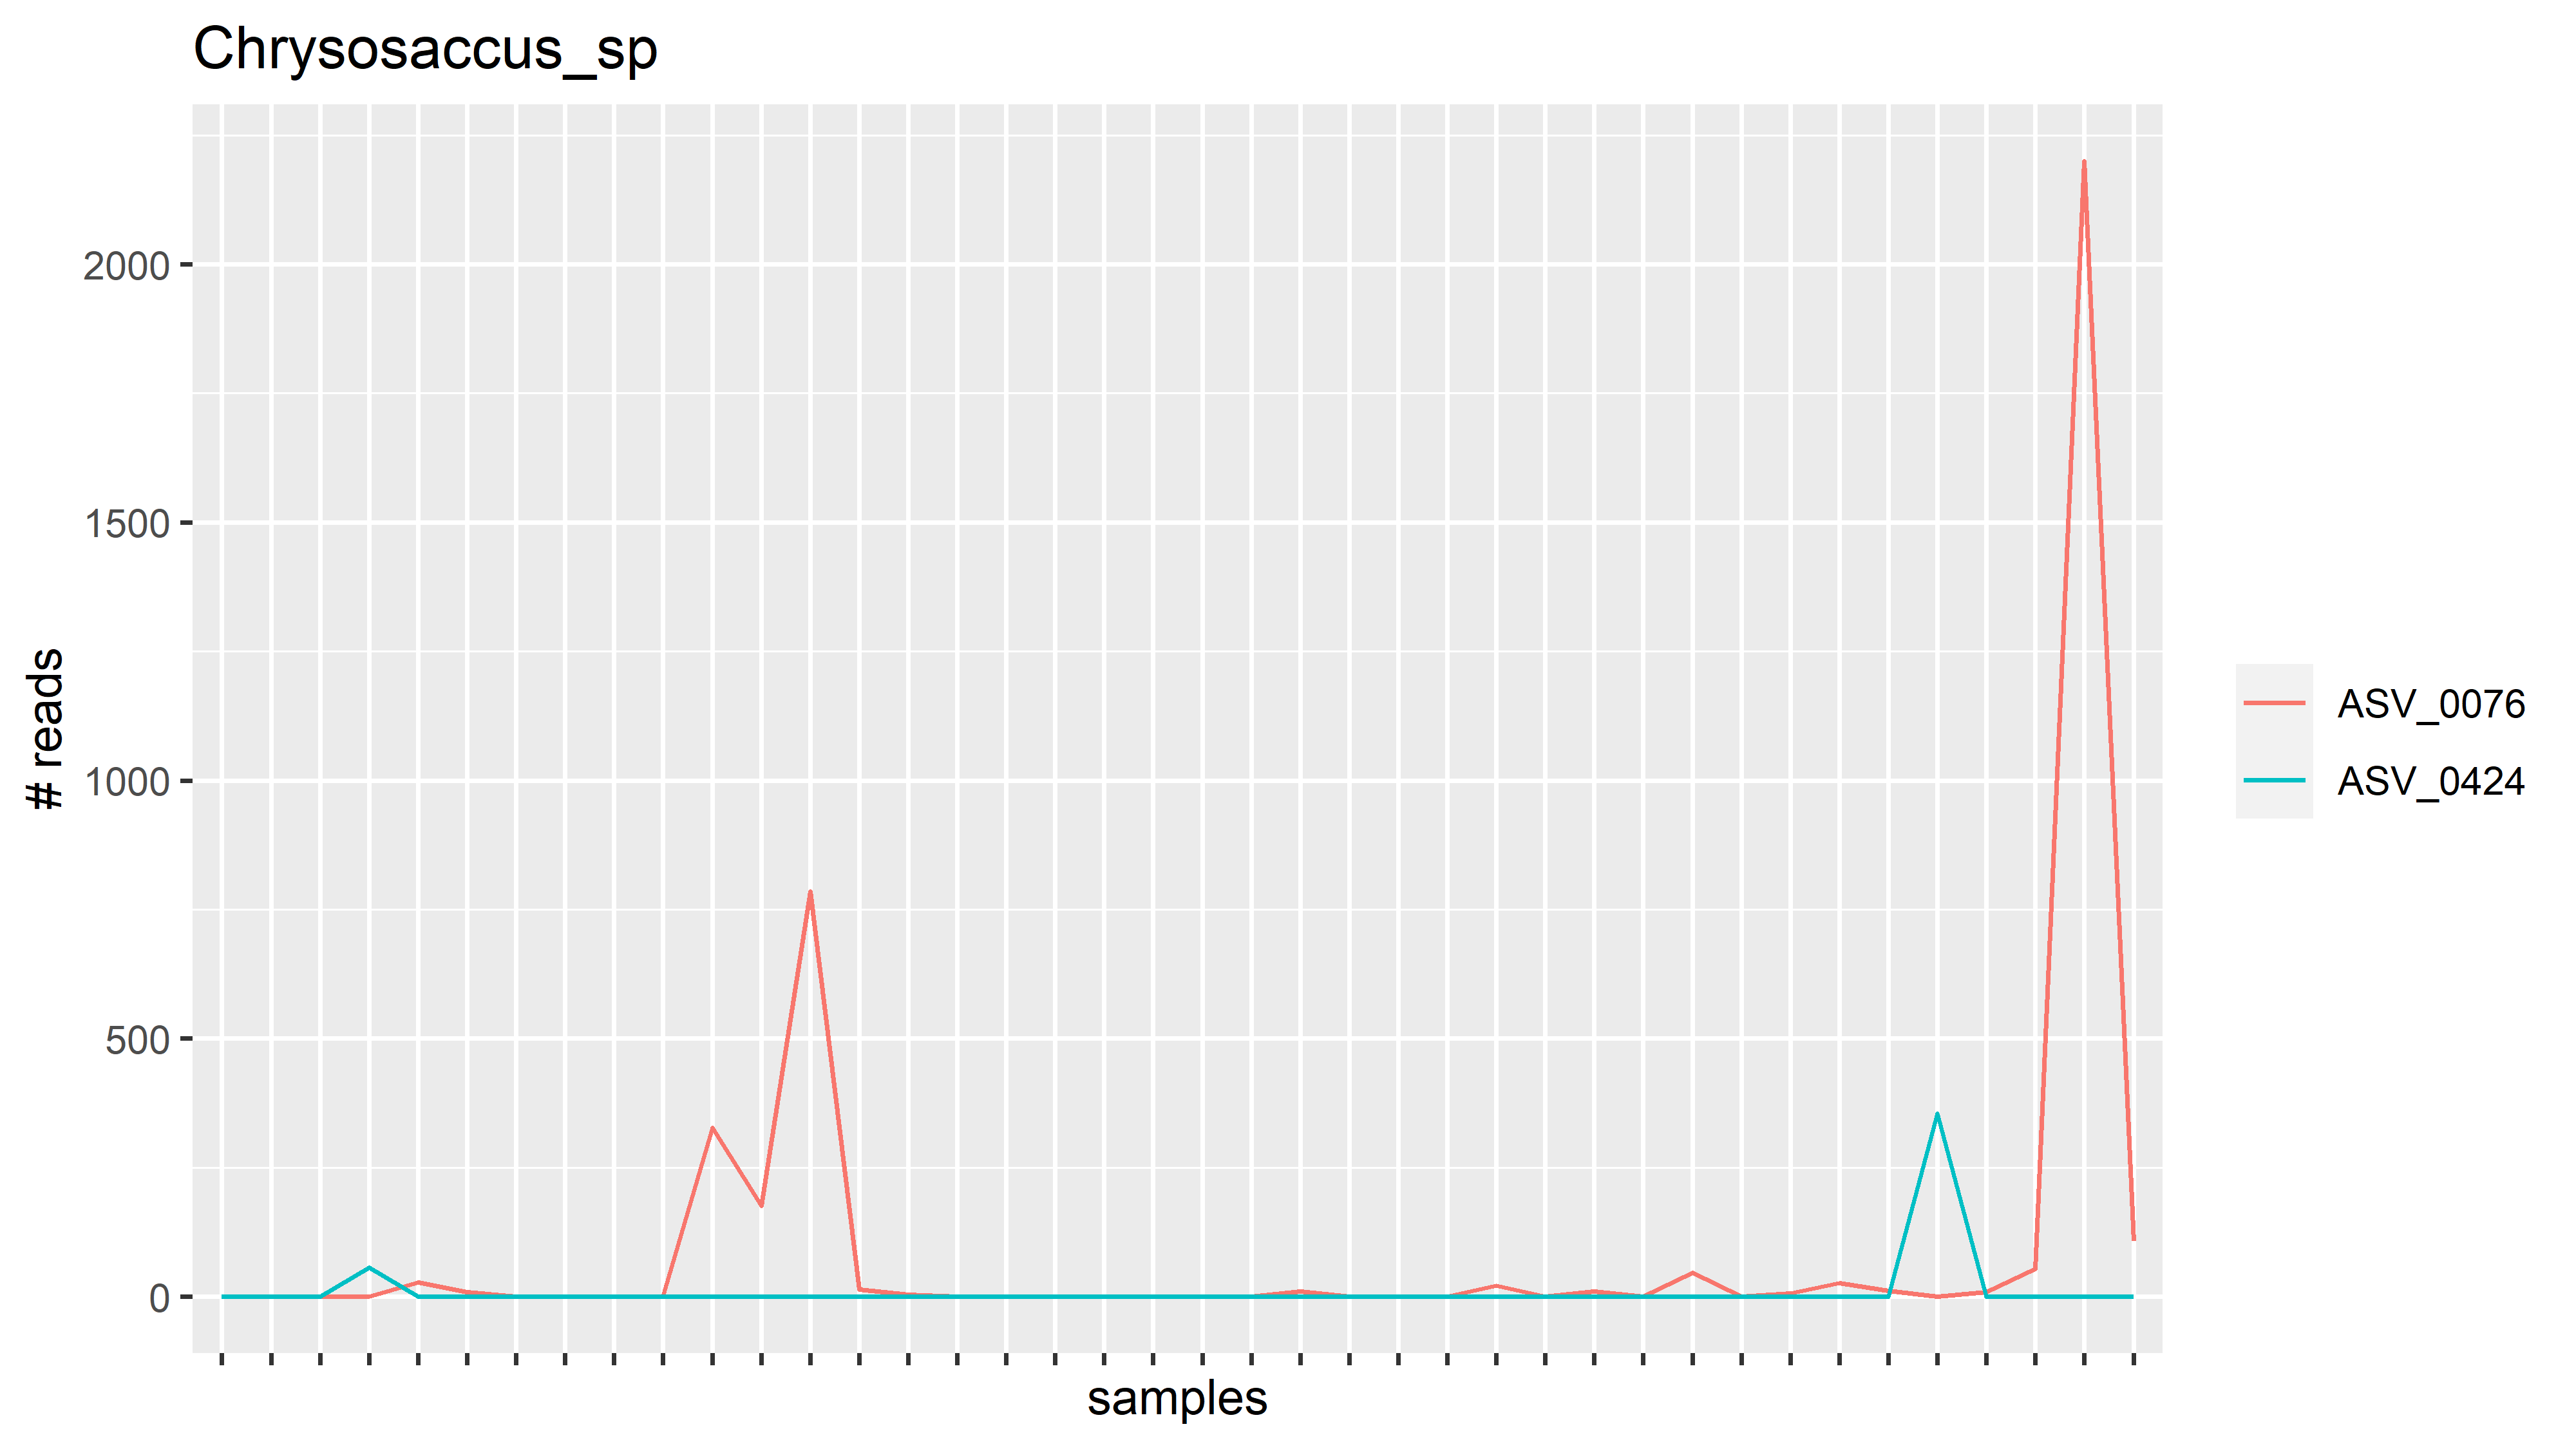 Chrysosaccus_sp
2000
1500
1000
500
0
# reads
samples
ASV_0076
ASV_0424